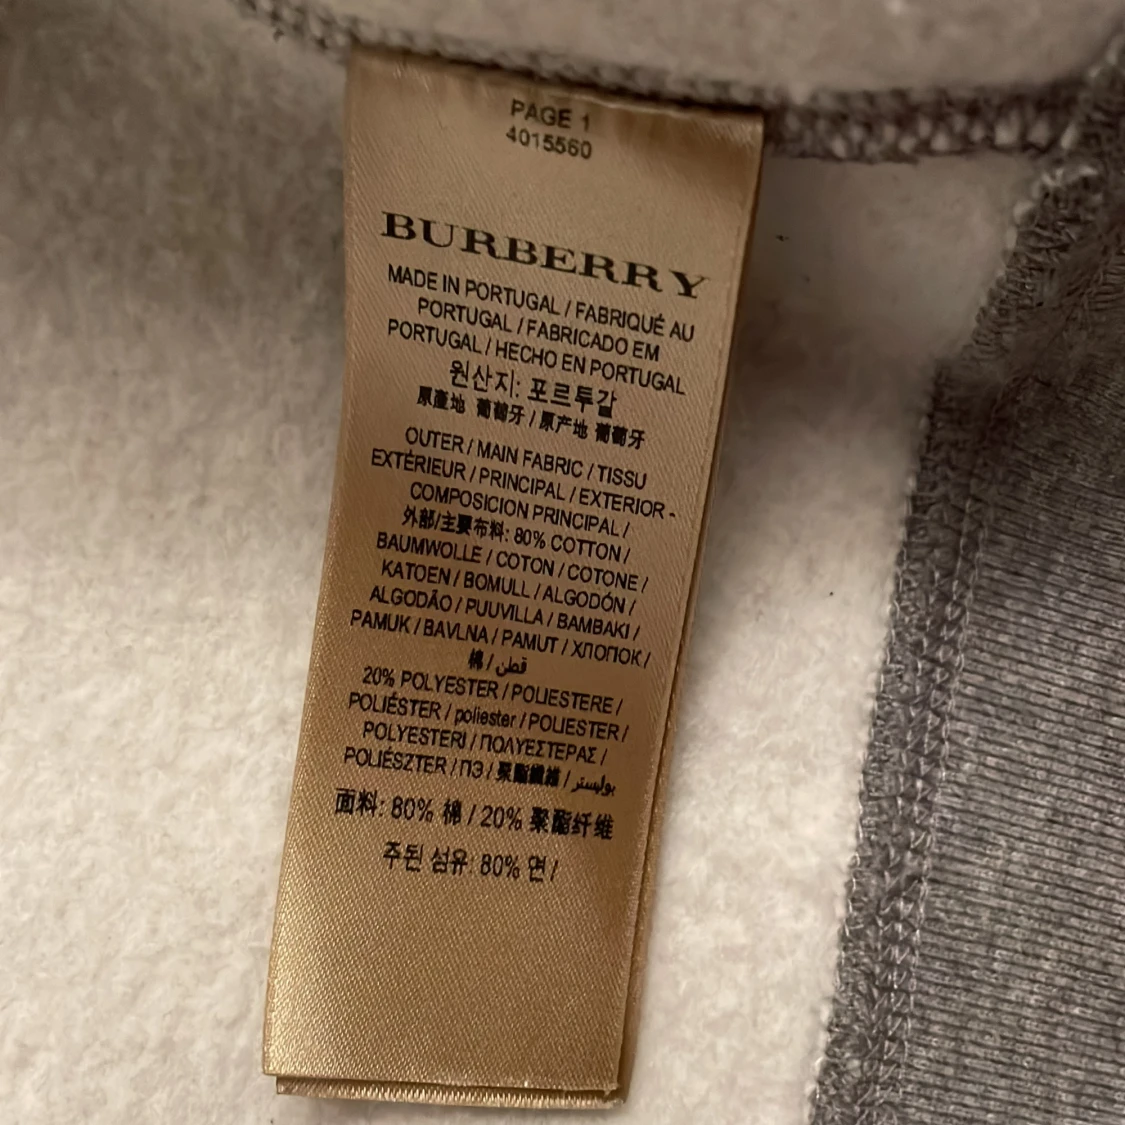 PAGE 1
4015560
BURBERRY
MADE IN PORTUGAL / FABRIQUÉ AU
PORTUGAL / FABRICADO EM
PORTUGAL / HECHO EN PORTUGAL
원산지: 포르투갈
原產地 葡萄牙 / 原产地 葡萄牙
OUTER / MAIN FABRIC / TISSU
EXTÉRIEUR / PRINCIPAL / EXTERIOR -
COMPOSICION PRINCIPAL /
外部/主要布料: 80% COTTON /
BAUMWOLLE / COTON / COTONE /
KATOEN / BOMULL / ALGODÓN /
ALGODÃO / PUUVILLA / BAMBAKI /
PAMUK / BAVLNA / PAMUT / ХЛОПОК /
棉 / قطن
20% POLYESTER / POLIESTERE /
POLIÉSTER / poliester / POLIESTER /
POLYESTERI / ΠΟΛΥΕΣΤΕΡΑΣ /
POLIÉSZTER / ПЭ / 聚酯纖維 / بوليستر
面料: 80% 棉 / 20% 聚酯纤维
주된 섬유: 80% 면 /